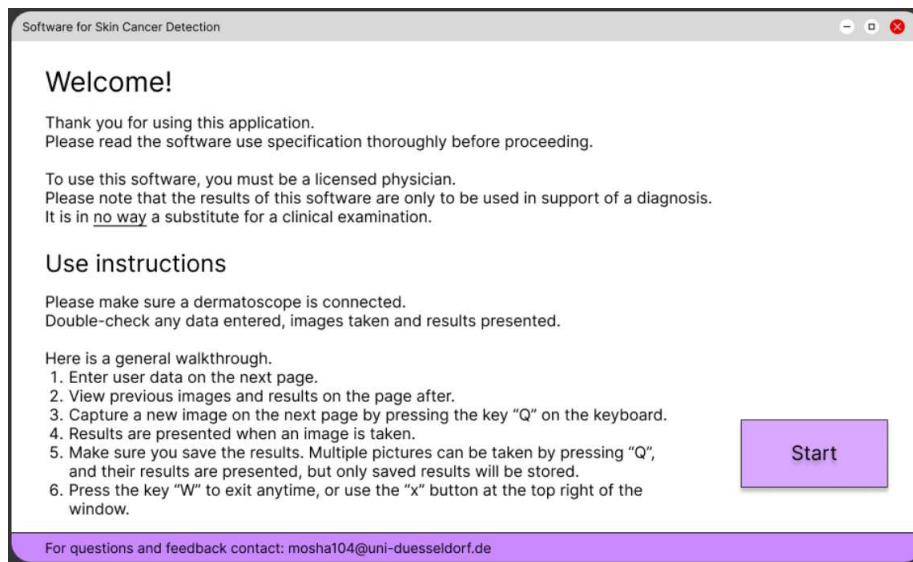 Software for Skin Cancer Detection
Welcome!
Thank you for using this application.
Please read the software use specification thoroughly before proceeding.
To use this software, you must be a licensed physician.
Please note that the results of this software are only to be used in support of a diagnosis.
It is in no way a substitute for a clinical examination.
Use instructions
Please make sure a dermatoscope is connected.
Double-check any data entered, images taken and results presented.
Here is a general walkthrough.
1. Enter user data on the next page.
2. View previous images and results on the page after.
3. Capture a new image on the next page by pressing the key “Q” on the keyboard.
4. Results are presented when an image is taken.
5. Make sure you save the results. Multiple pictures can be taken by pressing “Q”,
and their results are presented, but only saved results will be stored.
6. Press the key “W” to exit anytime, or use the “x” button at the top right of the
window.
Start
For questions and feedback contact: mosha104@uni-duesseldorf.de